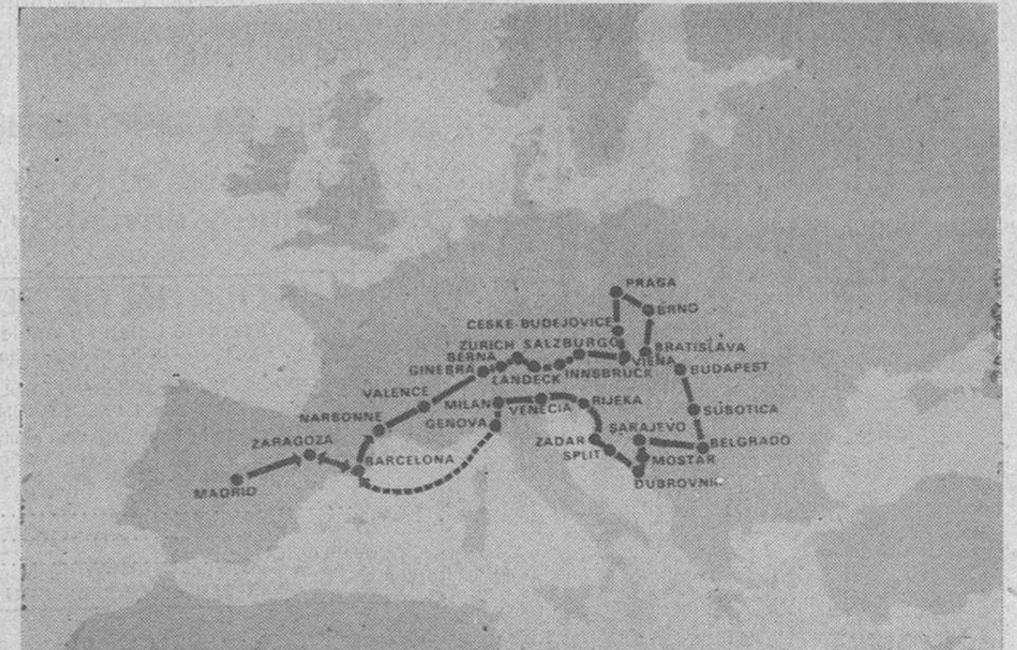 PRAGA
BRNO
CESKE-BUDEJOVICE
ZURICH SALZBURGO
BRATISLAVA
BERNA
VIENA
GINEBRA
LANDECK
INNSBRUCK
BUDAPEST
VALENCE
MILAN
VENECIA
RIJEKA
SUBOTICA
NARBONNE
GENOVA
SARAJEVO
ZARAGOZA
ZADAR
BELGRADO
SPLIT
BARCELONA
MOSTAR
MADRID
DUBROVNIK